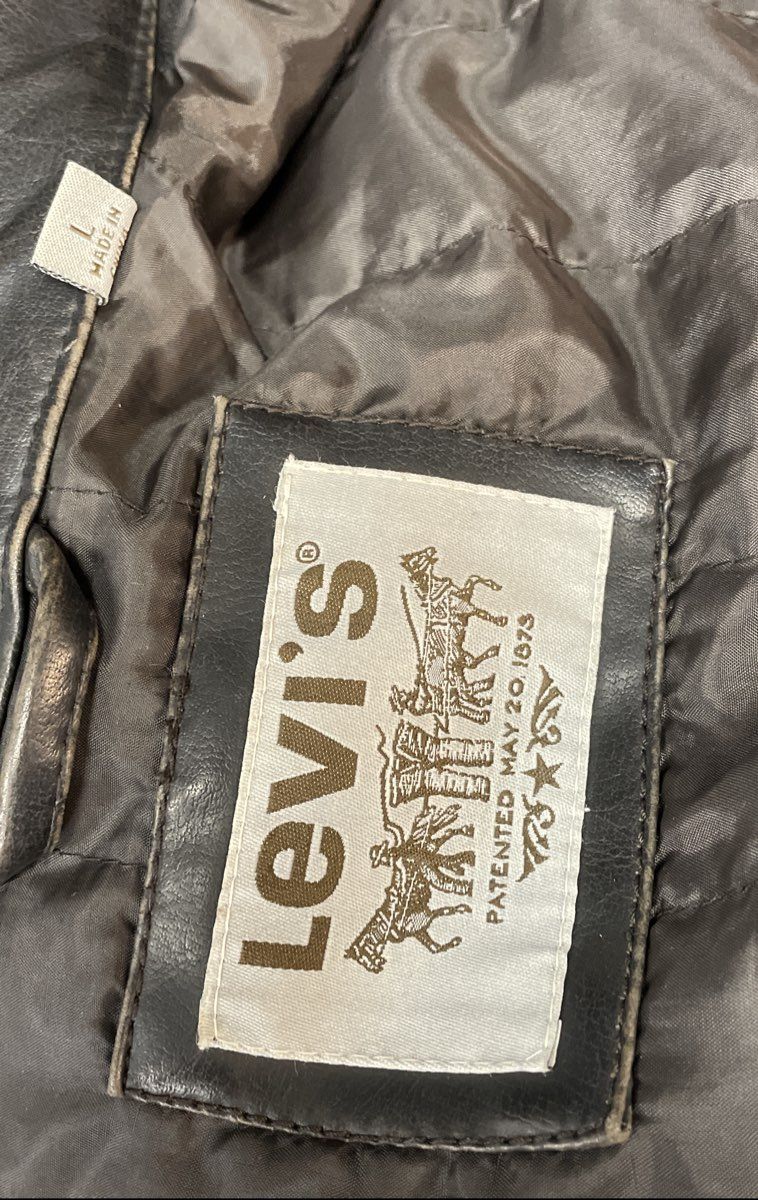 L
MADE IN
Levi's®
PATENTED MAY 20.1873